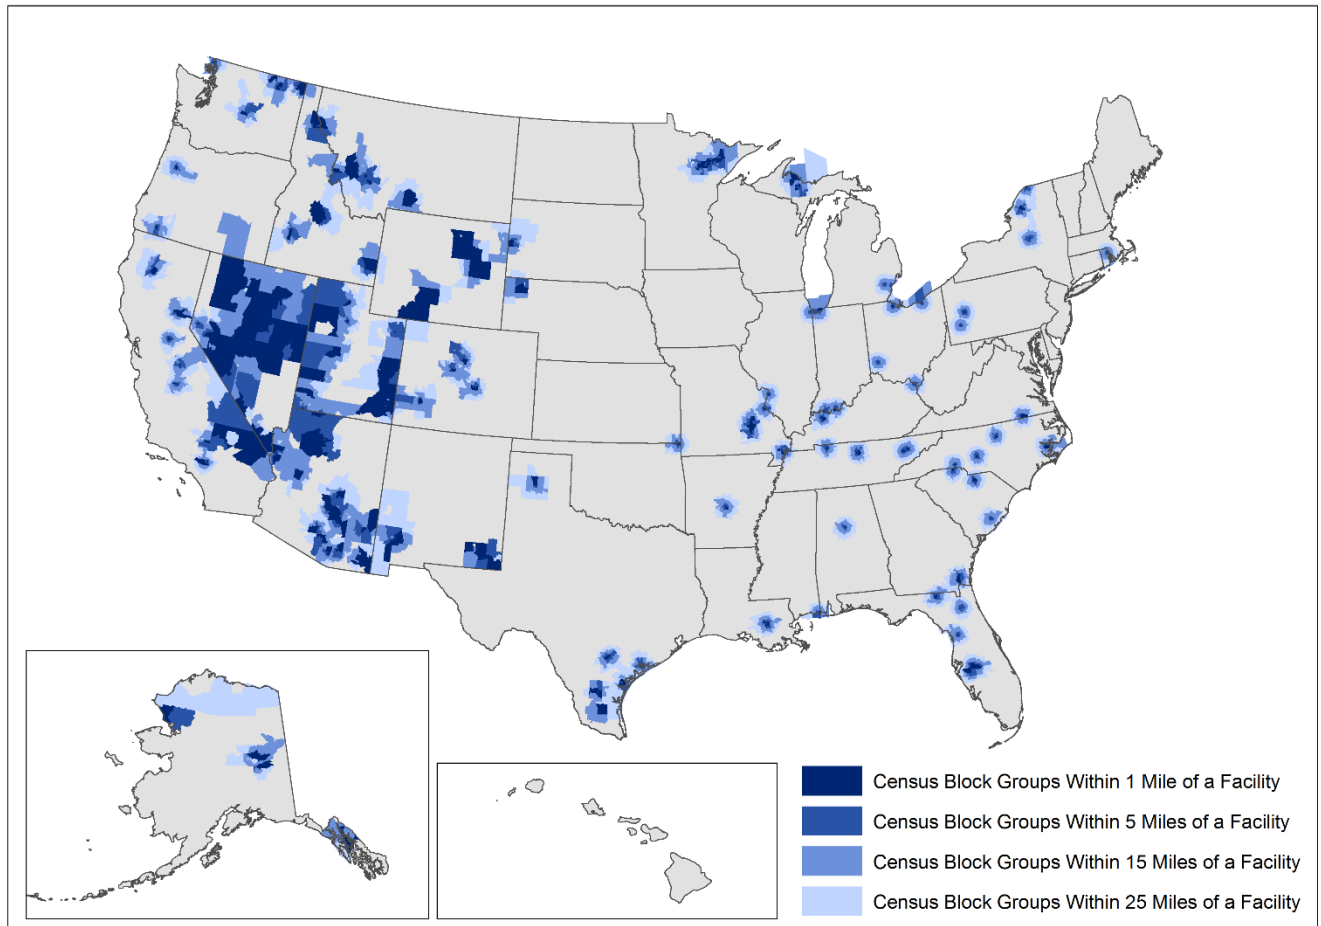 Census Block Groups Within 1 Mile of a Facility
Census Block Groups Within 5 Miles of a Facility
Census Block Groups Within 15 Miles of a Facility
Census Block Groups Within 25 Miles of a Facility